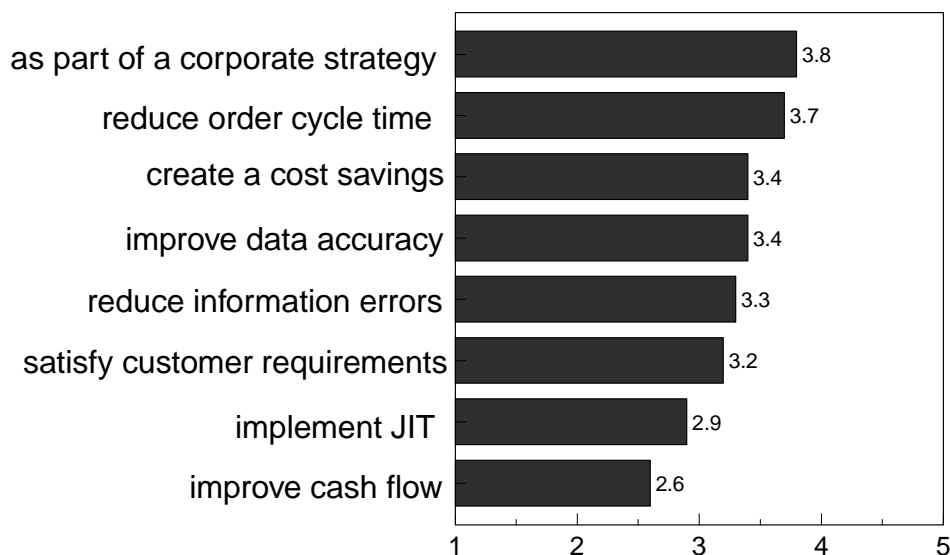 as part of a corporate strategy 3.8
reduce order cycle time 3.7
create a cost savings 3.4
improve data accuracy 3.4
reduce information errors 3.3
satisfy customer requirements 3.2
implement JIT 2.9
improve cash flow 2.6
1 2 3 4 5